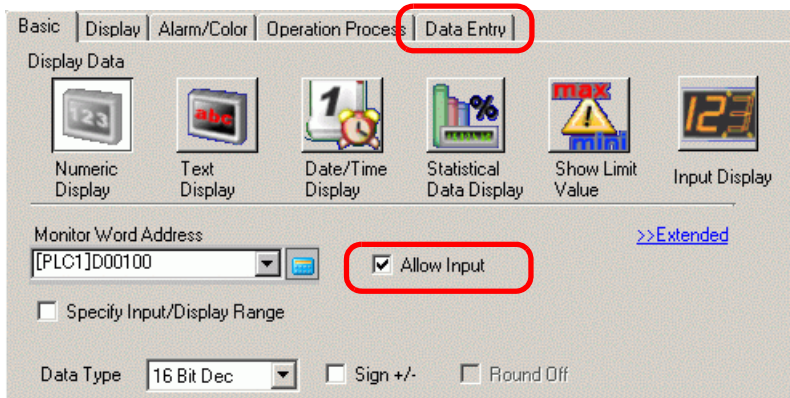 Basic Display Alarm/Color Operation Process Data Entry
Display Data
123 abc 1 % max mini 123
Numeric Display Text Display Date/Time Display Statistical Data Display Show Limit Value Input Display
Monitor Word Address >>Extended
[PLC1]D00100 Allow Input
Specify Input/Display Range
Data Type 16 Bit Dec Sign +/- Round Off